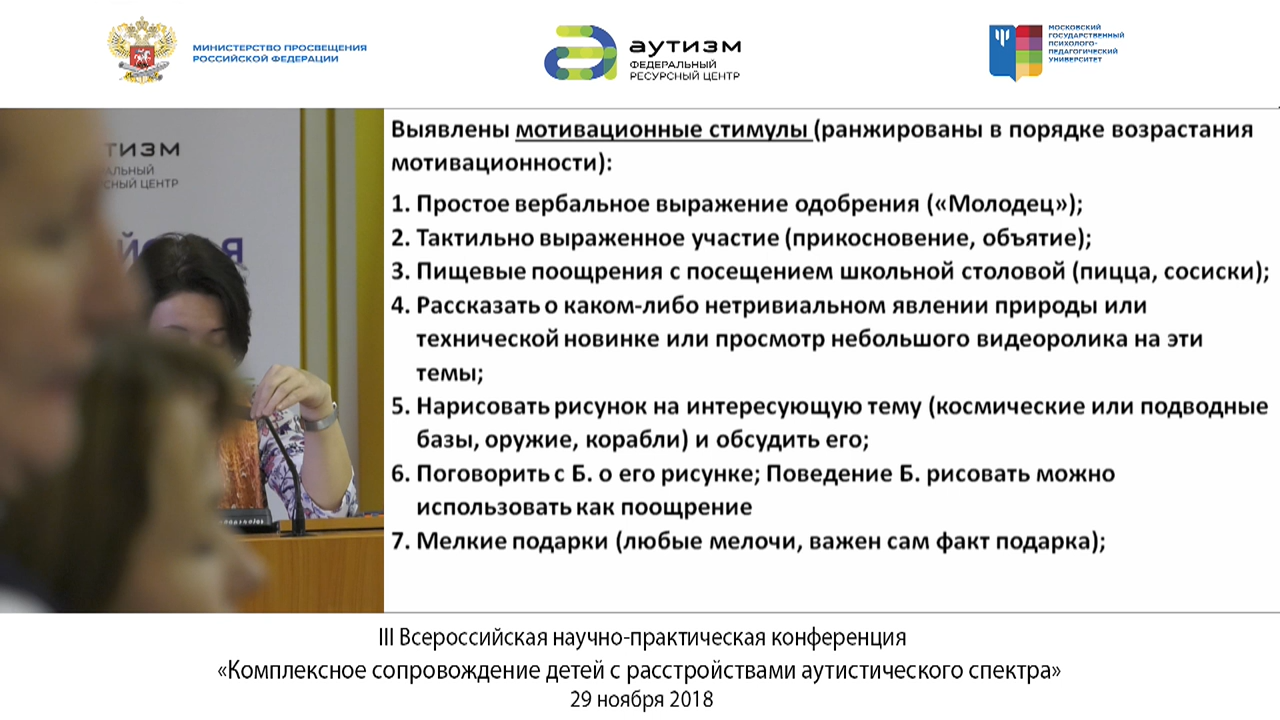 МИНИСТЕРСТВО ПРОСВЕЩЕНИЯ
РОССИЙСКОЙ ФЕДЕРАЦИИ
аутизм
ФЕДЕРАЛЬНЫЙ
РЕСУРСНЫЙ ЦЕНТР
МОСКОВСКИЙ
ГОСУДАРСТВЕННЫЙ
ПСИХОЛОГО-
ПЕДАГОГИЧЕСКИЙ
УНИВЕРСИТЕТ
Выявлены мотивационные стимулы (ранжированы в порядке возрастания
мотивационности):
1. Простое вербальное выражение одобрения («Молодец»);
2. Тактильно выраженное участие (прикосновение, объятие);
3. Пищевые поощрения с посещением школьной столовой (пицца, сосиски);
4. Рассказать о каком-либо нетривиальном явлении природы или
технической новинке или просмотр небольшого видеоролика на эти
темы;
5. Нарисовать рисунок на интересующую тему (космические или подводные
базы, оружие, корабли) и обсудить его;
6. Поговорить с Б. о его рисунке; Поведение Б. рисовать можно
использовать как поощрение
7. Мелкие подарки (любые мелочи, важен сам факт подарка);
III Всероссийская научно-практическая конференция
«Комплексное сопровождение детей с расстройствами аутистического спектра»
29 ноября 2018